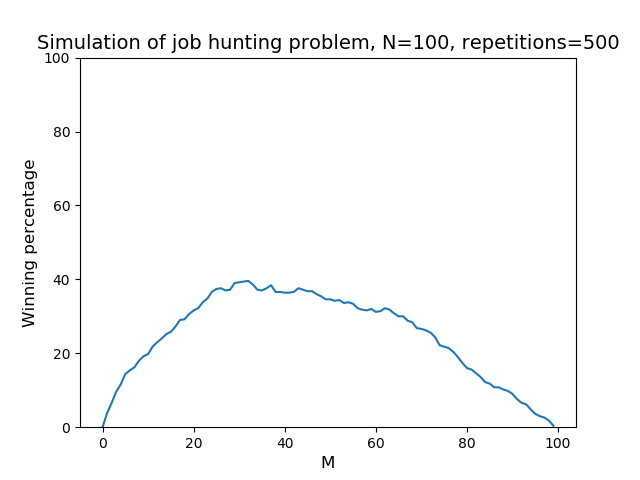 Simulation of job hunting problem, N=100, repetitions=500
100
80
60
40
20
0
Winning percentage
0 20 40 60 80 100
M